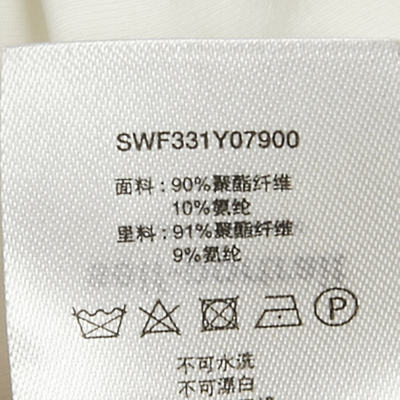 SWF331Y07900
面料：90%聚酯纤维
10%氨纶
里料：91%聚酯纤维
9%氨纶
P
不可水洗
不可漂白